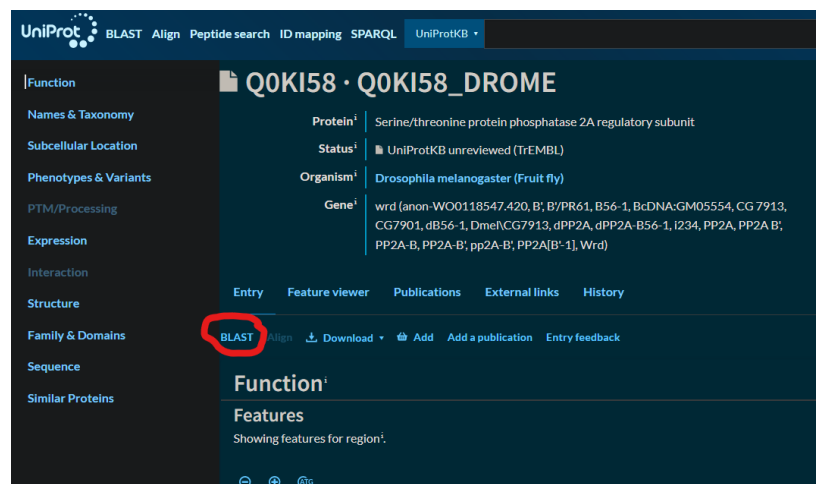 UniProt BLAST Align Peptide search ID mapping SPARQL UniProtKB
Function
Names & Taxonomy
Subcellular Location
Phenotypes & Variants
PTM/Processing
Expression
Interaction
Structure
Family & Domains
Sequence
Similar Proteins
Q0KI58 · Q0KI58_DROME
Protein i Serine/threonine protein phosphatase 2A regulatory subunit
Status i UniProtKB unreviewed (TrEMBL)
Organism i Drosophila melanogaster (Fruit fly)
Gene i wrd (anon-WO0118547.420, B', B'/PR61, B56-1, BcDNA:GM05554, CG 7913,
CG7901, dB56-1, Dmel\CG7913, dPP2A, dPP2A-B56-1, i234, PP2A, PP2A B',
PP2A-B, PP2A-B', pp2A-B', PP2A[B'-1], Wrd)
Entry Feature viewer Publications External links History
BLAST Align Download Add Add a publication Entry feedback
Function i
Features
Showing features for region i.
ATG